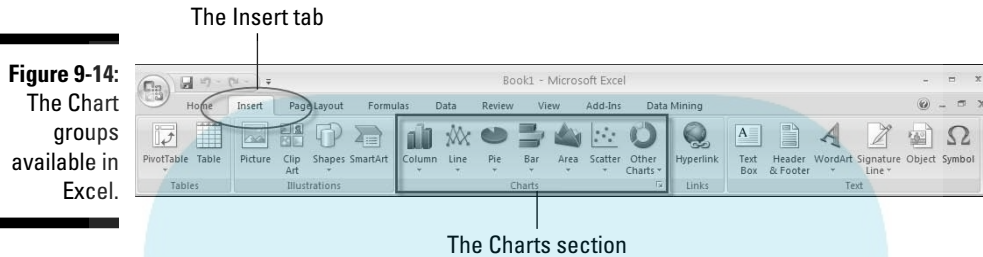 The Insert tab
Figure 9-14:
The Chart
groups
available in
Excel.
Book1 - Microsoft Excel
Home Insert Page Layout Formulas Data Review View Add-Ins Data Mining
PivotTable Table Picture Clip Art Shapes SmartArt Column Line Pie Bar Area Scatter Other Charts Hyperlink Text Box Header & Footer WordArt Signature Line Object Symbol
Tables Illustrations Charts Links Text
The Charts section